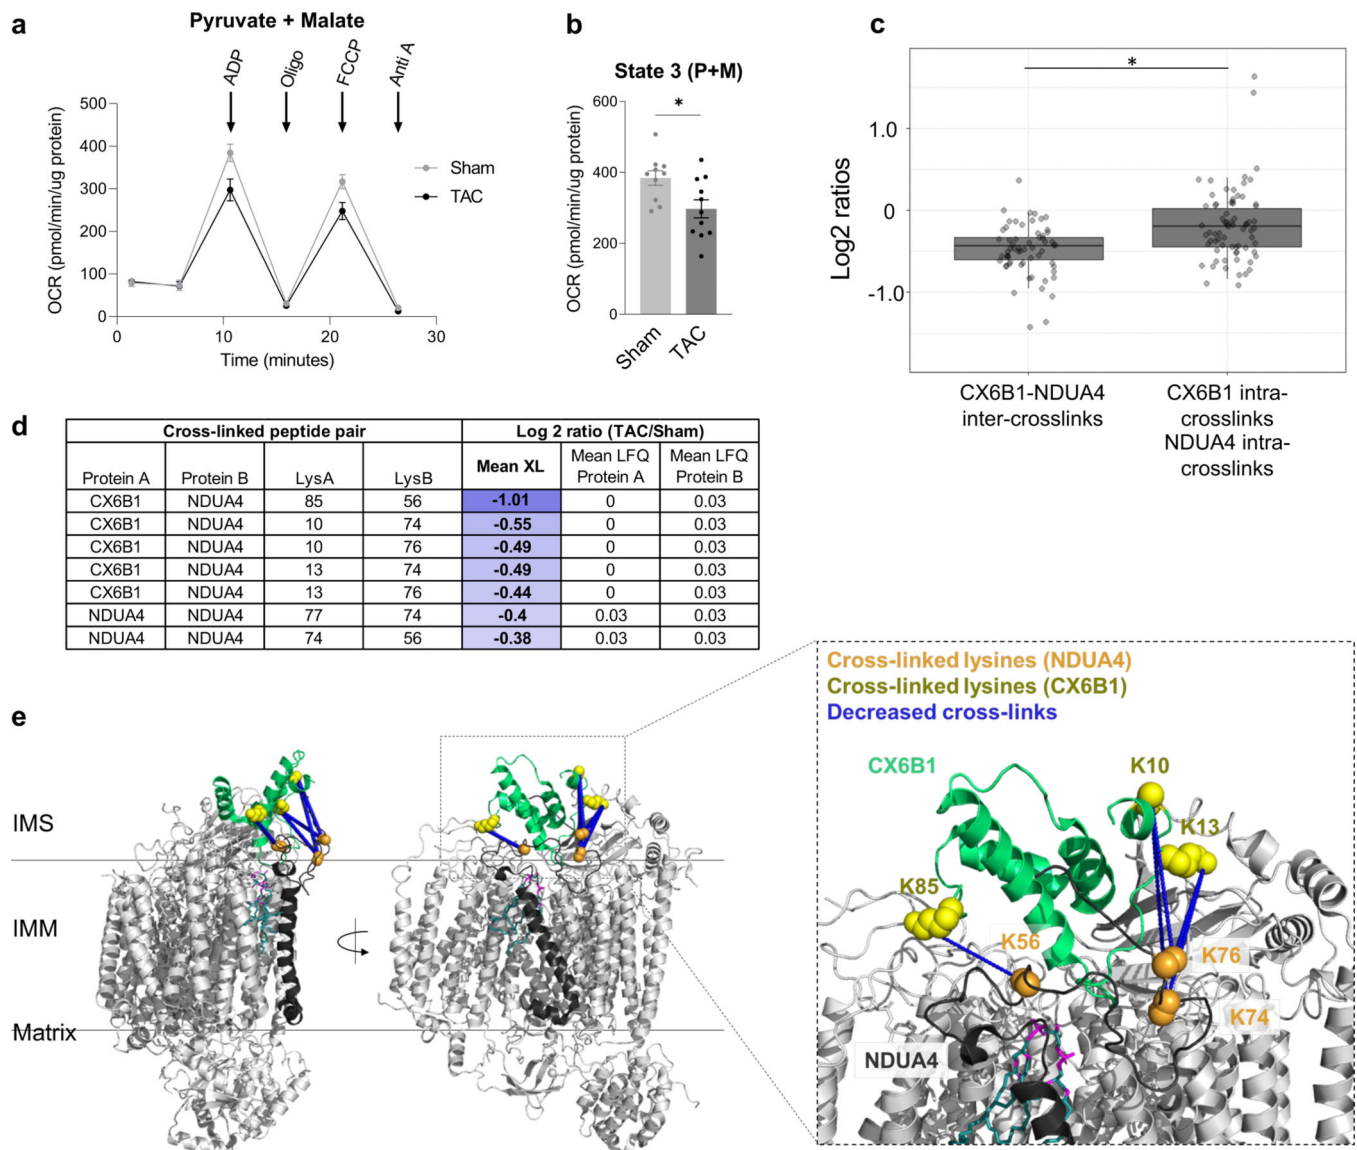 a
Pyruvate + Malate
ADP
Oligo
FCCP
Anti A
OCR (pmol/min/ug protein)
500
400
300
200
100
0
0 10 20 30
Time (minutes)
Sham
TAC
b
State 3 (P+M)
*
OCR (pmol/min/ug protein)
600
400
200
0
Sham
TAC
c
*
Log2 ratios
1.0
0
-1.0
CX6B1-NDUA4
inter-crosslinks
CX6B1 intra-
crosslinks
NDUA4 intra-
crosslinks
d
Cross-linked peptide pair Log 2 ratio (TAC/Sham)
Protein A Protein B LysA LysB Mean XL Mean LFQ Protein A Mean LFQ Protein B
CX6B1 NDUA4 85 56 -1.01 0 0.03
CX6B1 NDUA4 10 74 -0.55 0 0.03
CX6B1 NDUA4 10 76 -0.49 0 0.03
CX6B1 NDUA4 13 74 -0.49 0 0.03
CX6B1 NDUA4 13 76 -0.44 0 0.03
NDUA4 NDUA4 77 74 -0.4 0.03 0.03
NDUA4 NDUA4 74 56 -0.38 0.03 0.03
e
IMS
IMM
Matrix
Cross-linked lysines (NDUA4)
Cross-linked lysines (CX6B1)
Decreased cross-links
CX6B1
K10
K13
K85
K56
K76
K74
NDUA4